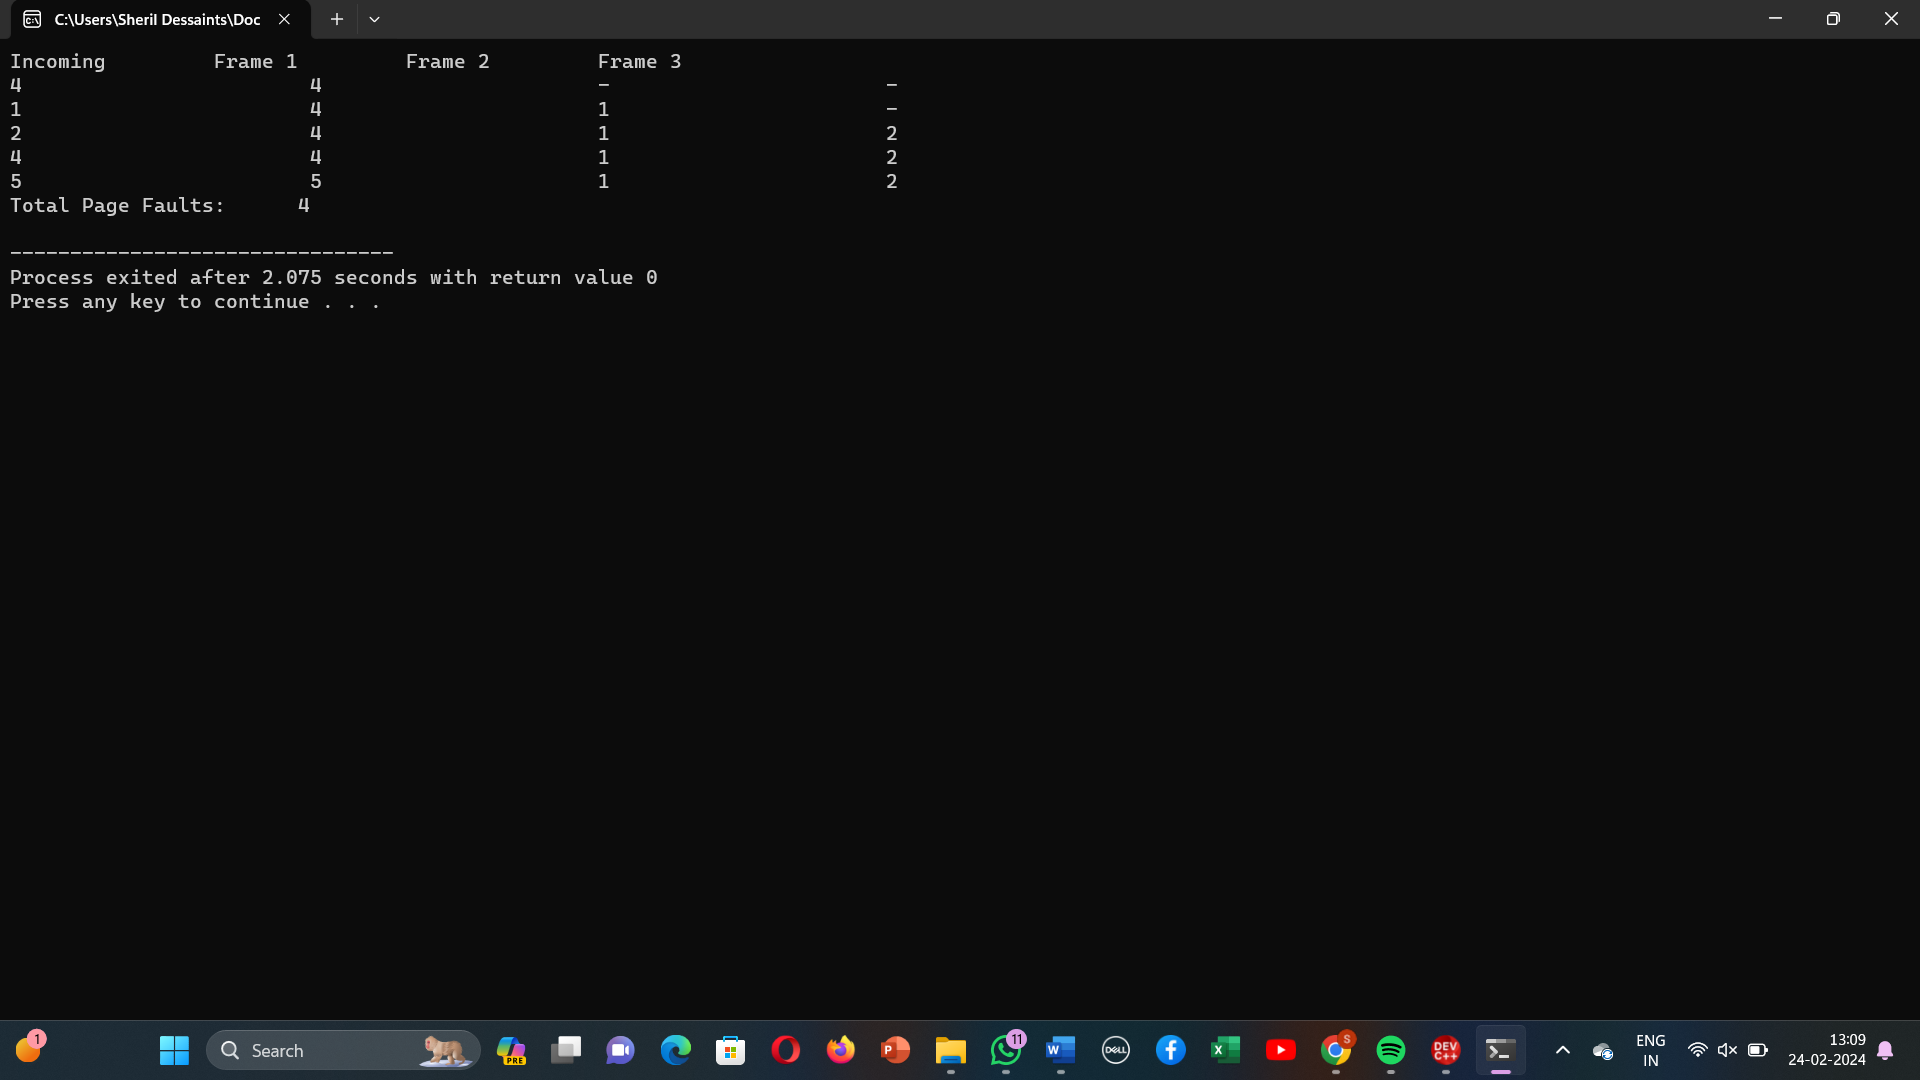 C:\Users\Sheril Dessaints\Doc
Incoming Frame 1 Frame 2 Frame 3
4 4 - -
1 4 1 -
2 4 1 2
4 4 1 2
5 5 1 2
Total Page Faults: 4
--------------------------------
Process exited after 2.075 seconds with return value 0
Press any key to continue . . .
1
Search
PRE
P
11
W
DELL
X
S
DEV
C++
ENG
IN
13:09
24-02-2024